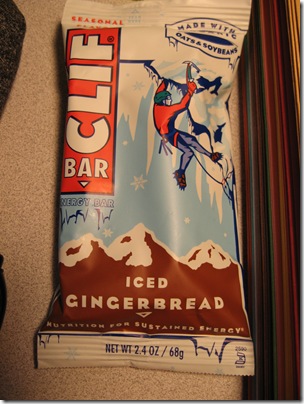 SEASONAL
MADE WITH
OATS & SOYBEANS
CLIF
BAR
ENERGY BAR
ICED
GINGERBREAD
NUTRITION FOR SUSTAINED ENERGY®
NET WT. 2.4 OZ / 68g